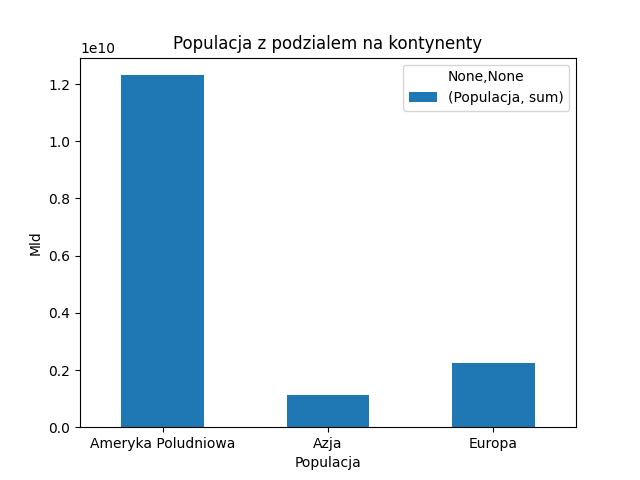 Populacja z podzialem na kontynenty
1e10
None,None
(Populacja, sum)
1.2
1.0
0.8
0.6
0.4
0.2
0.0
Mld
Ameryka Poludniowa
Azja
Europa
Populacja